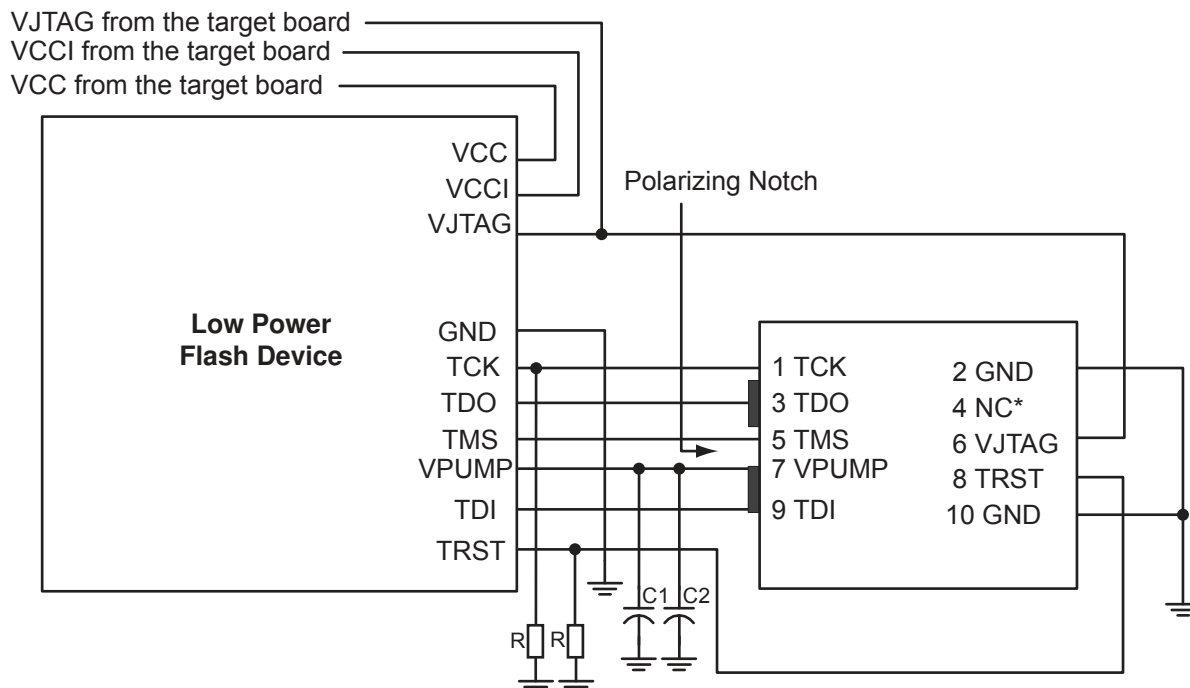 VJTAG from the target board
VCCI from the target board
VCC from the target board
VCC
VCCI
VJTAG
Polarizing Notch
Low Power
Flash Device
GND
TCK
TDO
TMS
VPUMP
TDI
TRST
1 TCK
3 TDO
5 TMS
7 VPUMP
9 TDI
2 GND
4 NC*
6 VJTAG
8 TRST
10 GND
C1
C2
R
R